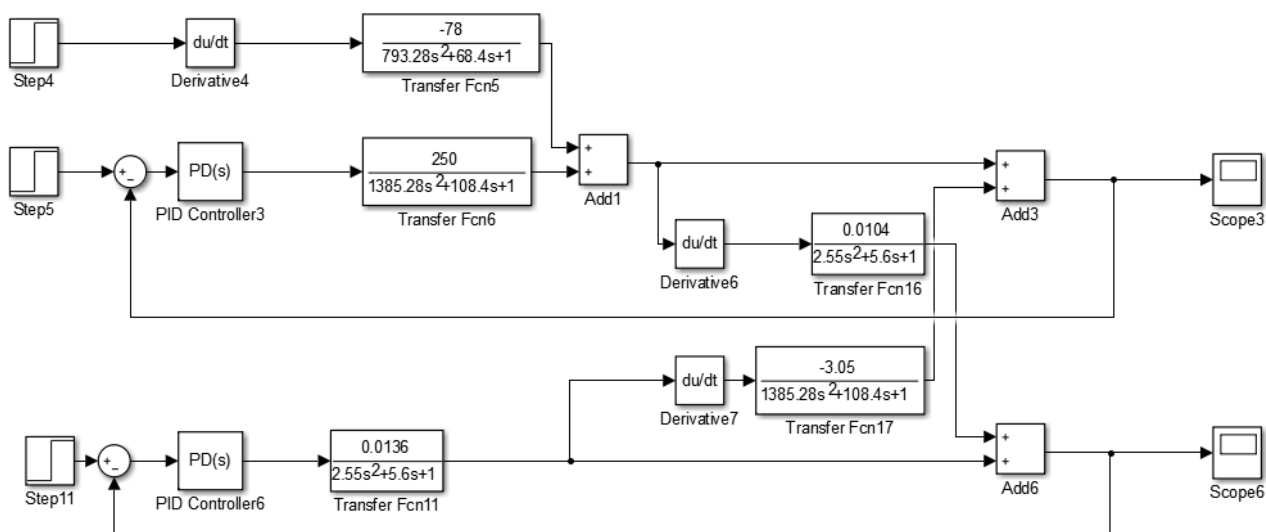 du/dt
-78
793.28s²+68.4s+1
Step4
Derivative4
Transfer Fcn5
+-
PD(s)
250
1385.28s²+108.4s+1
+
+
+
+
Step5
PID Controller3
Transfer Fcn6
Add1
Add3
Scope3
du/dt
0.0104
2.55s²+5.6s+1
Derivative6
Transfer Fcn16
du/dt
-3.05
1385.28s²+108.4s+1
Derivative7
Transfer Fcn17
+-
PD(s)
0.0136
2.55s²+5.6s+1
+
+
Step11
PID Controller6
Transfer Fcn11
Add6
Scope6